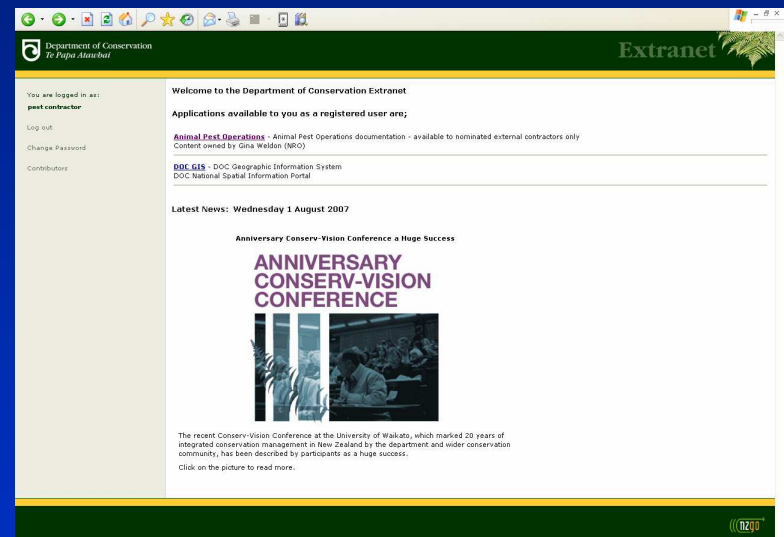 Department of Conservation
Te Papa Atawbai
Extranet
You are logged in as:
pest contractor
Log out
Change Password
Contributors
Welcome to the Department of Conservation Extranet
Applications available to you as a registered user are;
Animal Pest Operations - Animal Pest Operations documentation - available to nominated external contractors only
Content owned by Gina Weldon (NRO)
DOC GIS - DOC Geographic Information System
DOC National Spatial Information Portal
Latest News: Wednesday 1 August 2007
Anniversary Conserv-Vision Conference a Huge Success
ANNIVERSARY
CONSERV-VISION
CONFERENCE
The recent Conserv-Vision Conference at the University of Waikato, which marked 20 years of
integrated conservation management in New Zealand by the department and wider conservation
community, has been described by participants as a huge success.
Click on the picture to read more.
nzgo